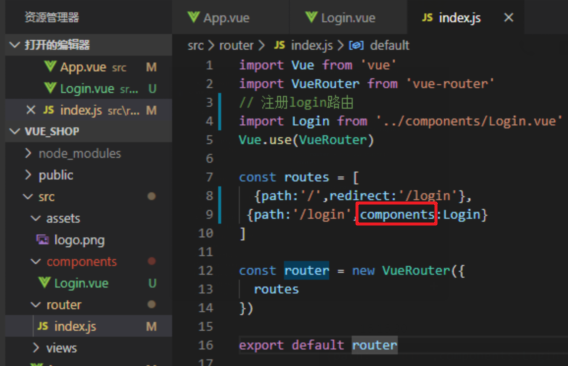 资源管理器
打开的编辑器
App.vue src M
Login.vue src\... U
index.js src\r... M
VUE_SHOP
node_modules
public
src
assets
logo.png
components
Login.vue U
router
index.js M
views
App.vue
Login.vue
index.js
src > router > JS index.js > default
1 import Vue from 'vue'
2 import VueRouter from 'vue-router'
3 // 注册login路由
4 import Login from '../components/Login.vue'
5 Vue.use(VueRouter)
6
7 const routes = [
8 {path:'/',redirect:'/login'},
9 {path:'/login',components:Login}
10 ]
11
12 const router = new VueRouter({
13 routes
14 })
15
16 export default router
17